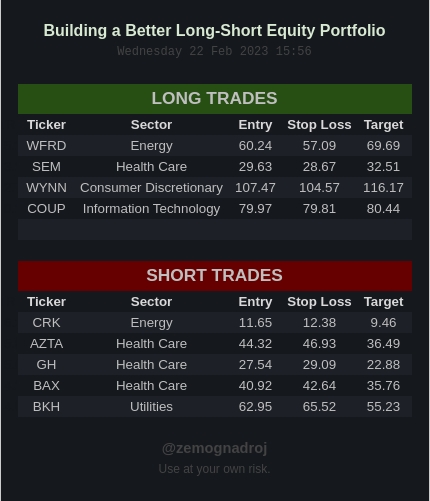 Building a Better Long-Short Equity Portfolio
Wednesday 22 Feb 2023 15:56
LONG TRADES
Ticker Sector Entry Stop Loss Target
WFRD Energy 60.24 57.09 69.69
SEM Health Care 29.63 28.67 32.51
WYNN Consumer Discretionary 107.47 104.57 116.17
COUP Information Technology 79.97 79.81 80.44
SHORT TRADES
Ticker Sector Entry Stop Loss Target
CRK Energy 11.65 12.38 9.46
AZTA Health Care 44.32 46.93 36.49
GH Health Care 27.54 29.09 22.88
BAX Health Care 40.92 42.64 35.76
BKH Utilities 62.95 65.52 55.23
@zemognadroj
Use at your own risk.